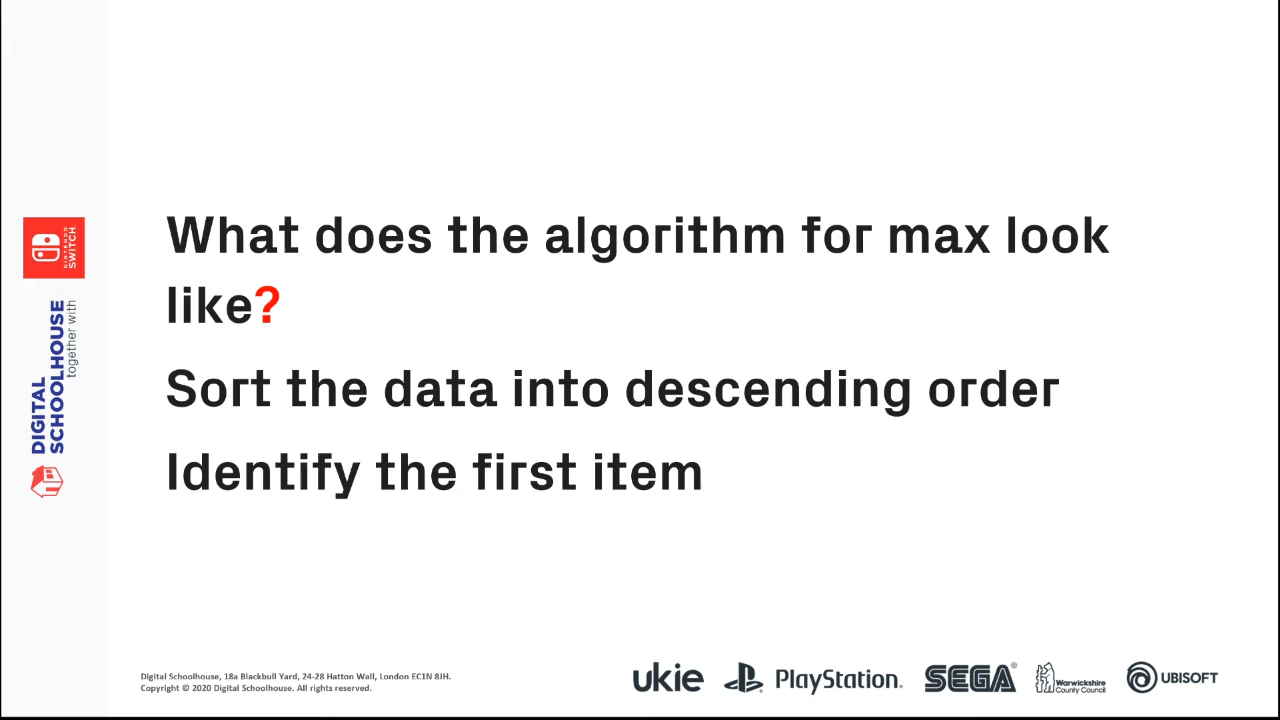 What does the algorithm for max look
like?
Sort the data into descending order
Identify the first item
NINTENDO
SWITCH
DIGITAL
SCHOOLHOUSE
together with
Digital Schoolhouse, 18a Blackbull Yard, 24-28 Hatton Wall, London EC1N 8JH.
Copyright © 2020 Digital Schoolhouse. All rights reserved.
ukie
PlayStation.
SEGA®
Warwickshire
County Council
UBISOFT